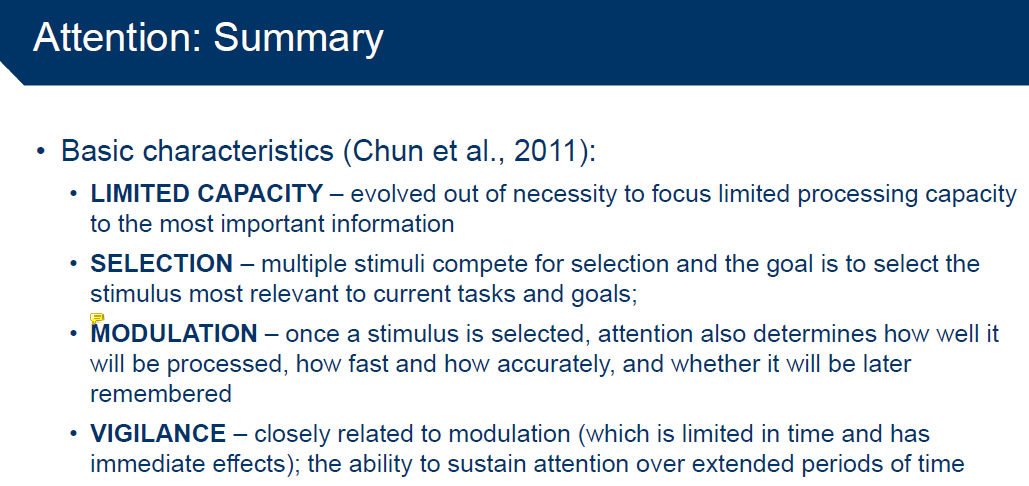 Attention: Summary
• Basic characteristics (Chun et al., 2011):
• LIMITED CAPACITY – evolved out of necessity to focus limited processing capacity
to the most important information
• SELECTION – multiple stimuli compete for selection and the goal is to select the
stimulus most relevant to current tasks and goals;
• MODULATION – once a stimulus is selected, attention also determines how well it
will be processed, how fast and how accurately, and whether it will be later
remembered
• VIGILANCE – closely related to modulation (which is limited in time and has
immediate effects); the ability to sustain attention over extended periods of time